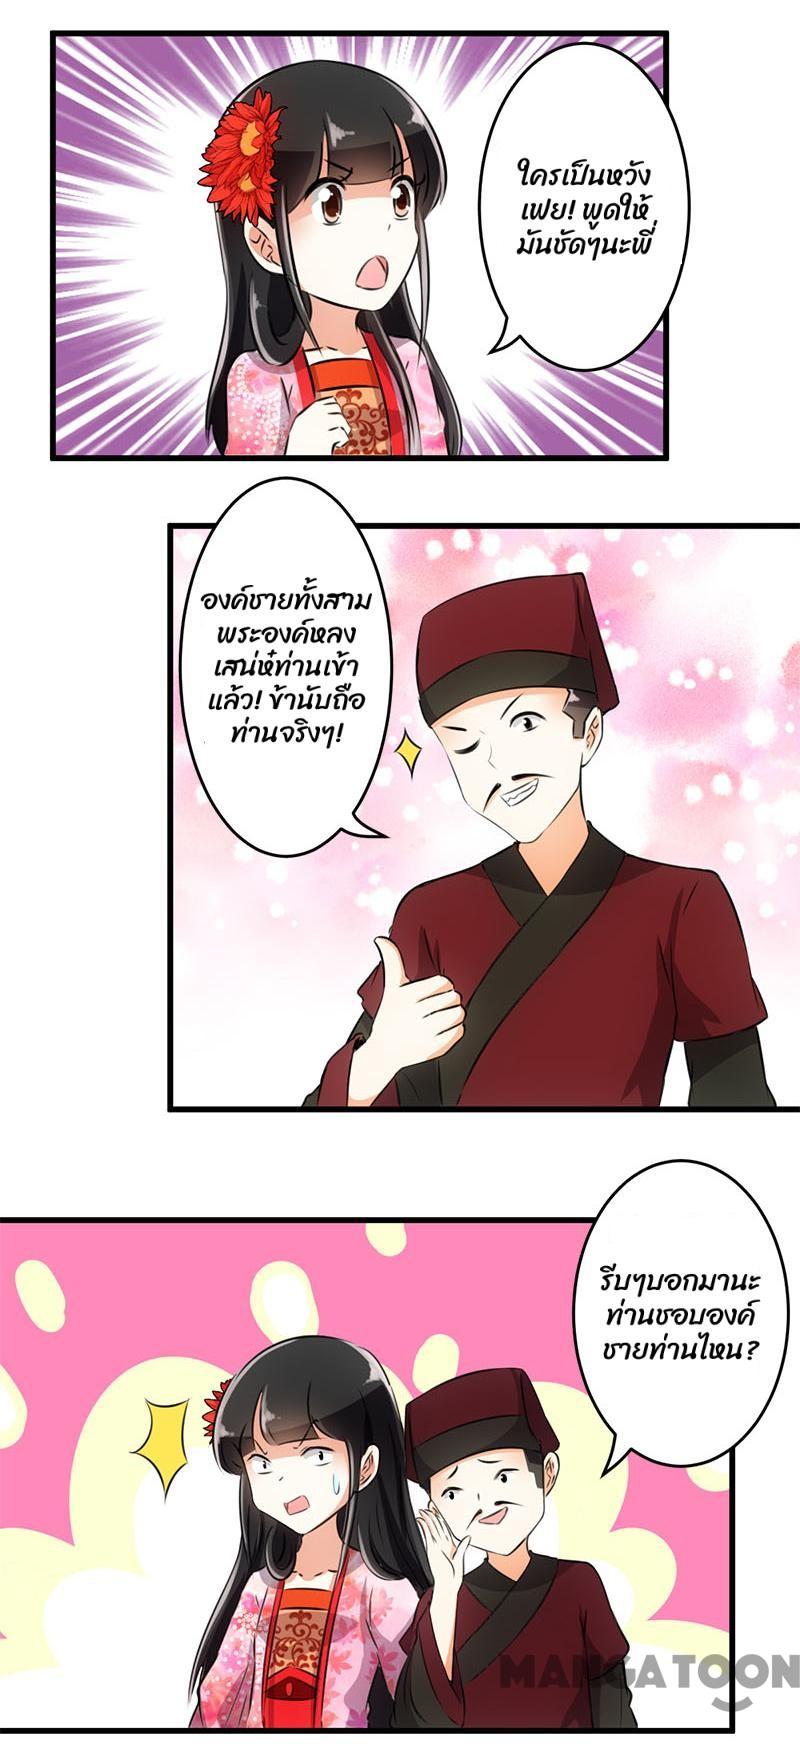 ใครเป็นหวัง
เฟย! พูดให้
มันชัดๆนะพี่
องค์ชายทั้งสาม
พระองค์หลง
เสน่ห์ท่านเข้า
แล้ว! ข้านับถือ
ท่านจริงๆ!
รีบๆบอกมานะ
ท่านชอบองค์
ชายท่านไหน?
MANGATOON